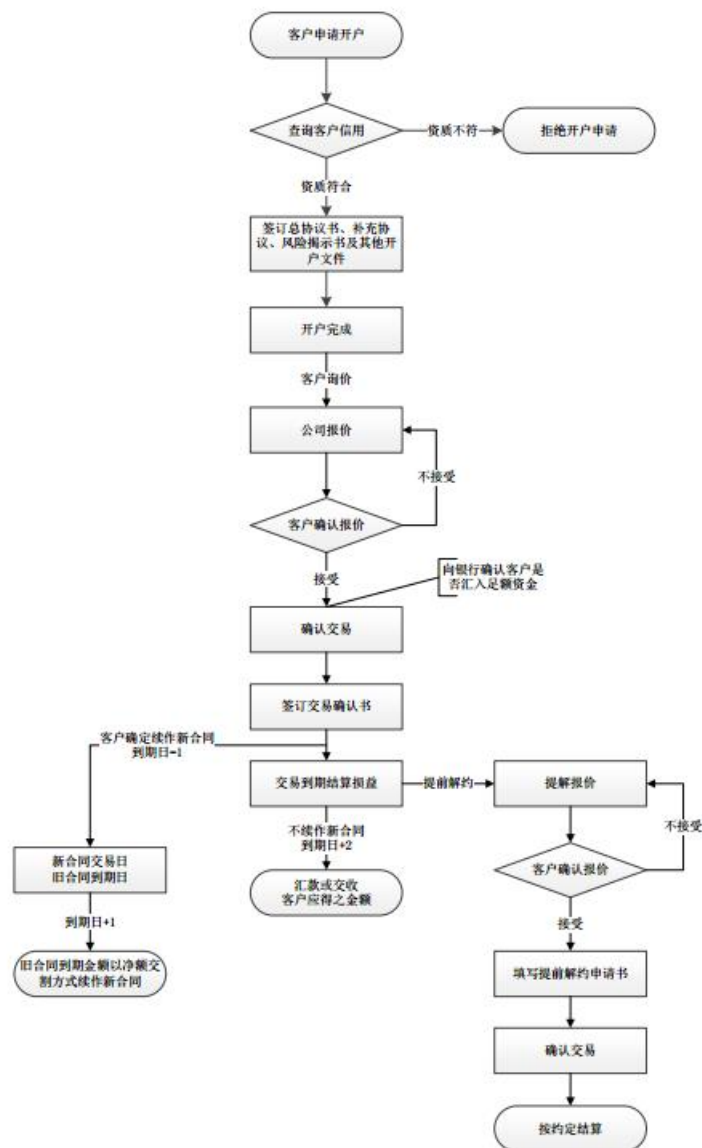 客户申请开户
查询客户信用
资质不符
拒绝开户申请
资质符合
签订总协议书、补充协
议、风险揭示书及其他开
户文件
开户完成
客户询价
公司报价
不接受
客户确认报价
接受
向银行确认客户是
否汇入足额资金
确认交易
签订交易确认书
客户确定续作新合同
到期日-1
交易到期结算损益
提前解约
提解报价
不续作新合同
到期日+2
不接受
新合同交易日
旧合同到期日
汇款或交收
客户应得之金额
客户确认报价
到期日+1
接受
旧合同到期金额以净额交
割方式续作新合同
填写提前解约申请书
确认交易
按约定结算